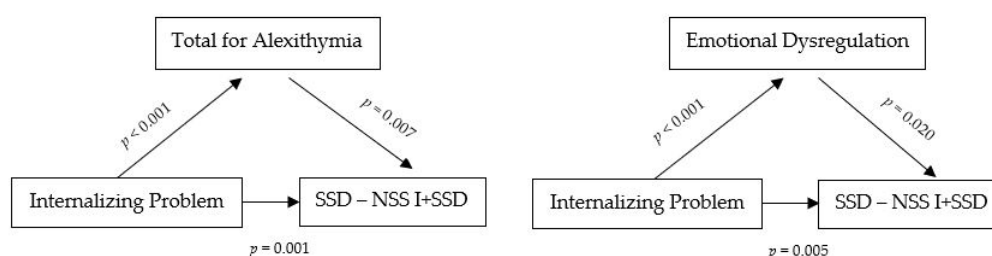 Total for Alexithymia
p < 0.001
p = 0.007
Internalizing Problem
SSD – NSS I+SSD
p = 0.001
Emotional Dysregulation
p < 0.001
p = 0.020
Internalizing Problem
SSD – NSS I+SSD
p = 0.005